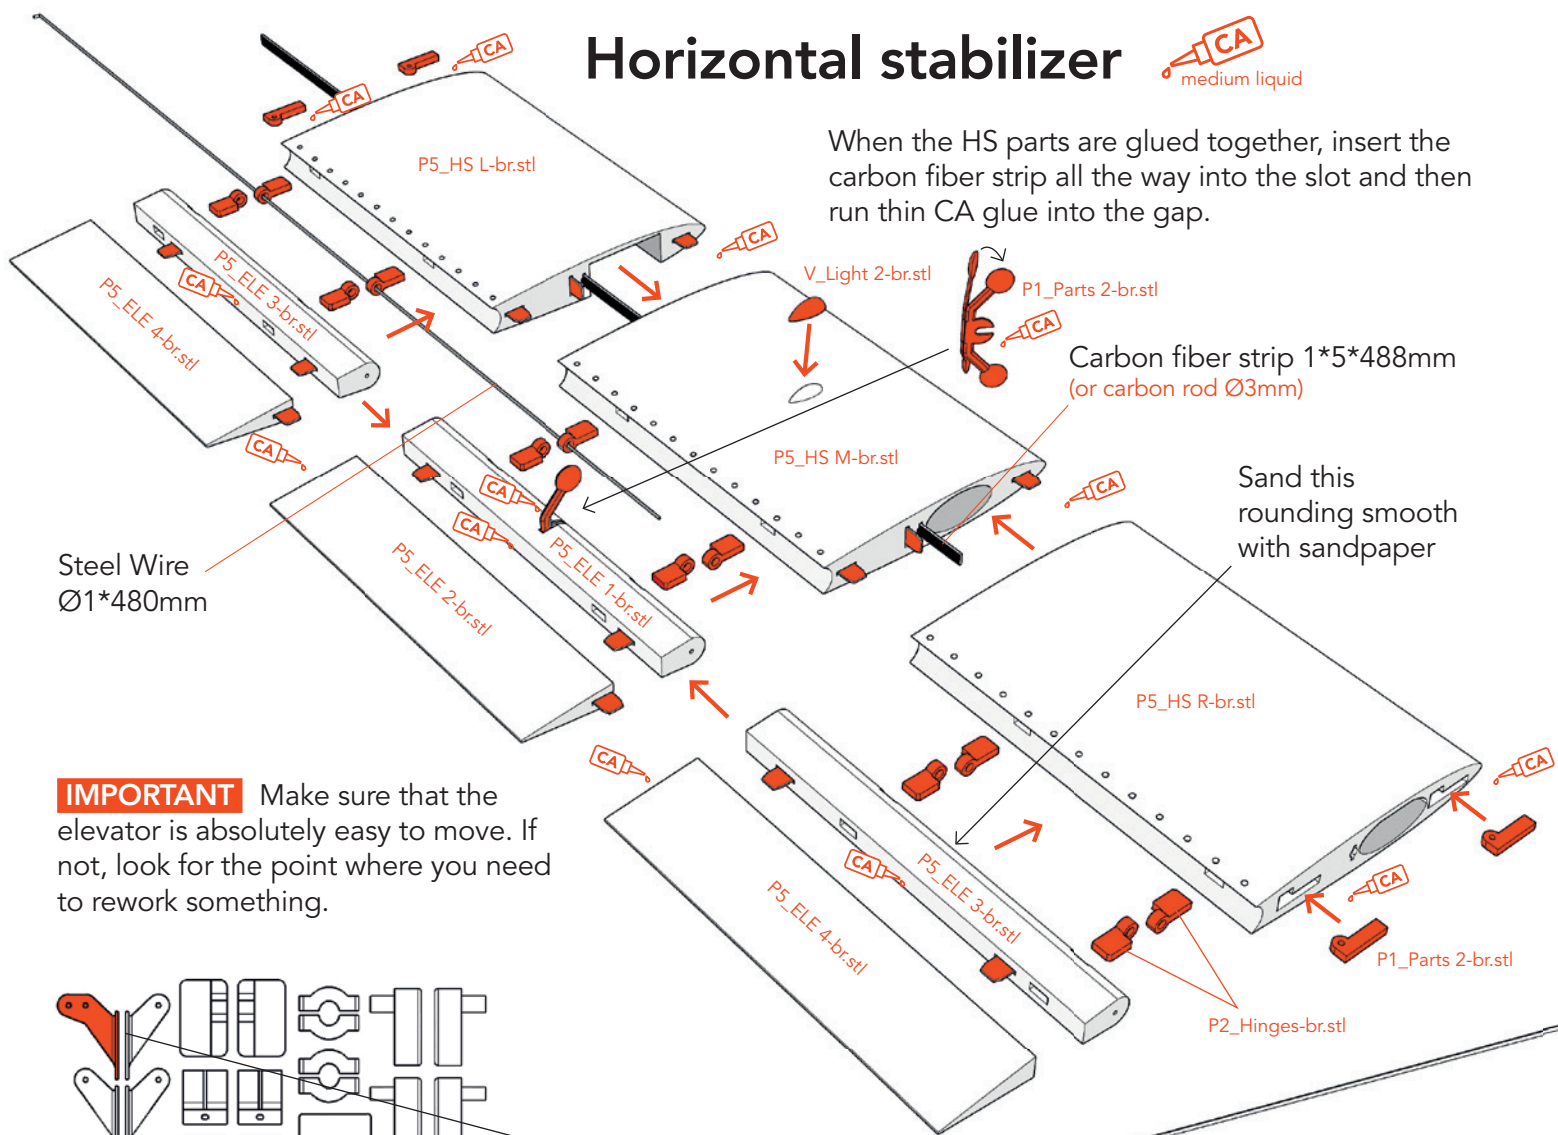 Horizontal stabilizer
CA
medium liquid
CA
CA
When the HS parts are glued together, insert the
carbon fiber strip all the way into the slot and then
run thin CA glue into the gap.
P5_HS L-br.stl
CA
V_Light 2-br.stl
P1_Parts 2-br.stl
CA
P5_ELE 3-br.stl
CA
P5_ELE 4-br.stl
Carbon fiber strip 1*5*488mm
(or carbon rod Ø3mm)
CA
P5_HS M-br.stl
Sand this
rounding smooth
with sandpaper
CA
CA
CA
P5_ELE 1-br.stl
P5_ELE 2-br.stl
Steel Wire
Ø1*480mm
P5_HS R-br.stl
CA
CA
IMPORTANT Make sure that the
elevator is absolutely easy to move. If
not, look for the point where you need
to rework something.
CA
P5_ELE 3-br.stl
P5_ELE 4-br.stl
CA
P1_Parts 2-br.stl
P2_Hinges-br.stl